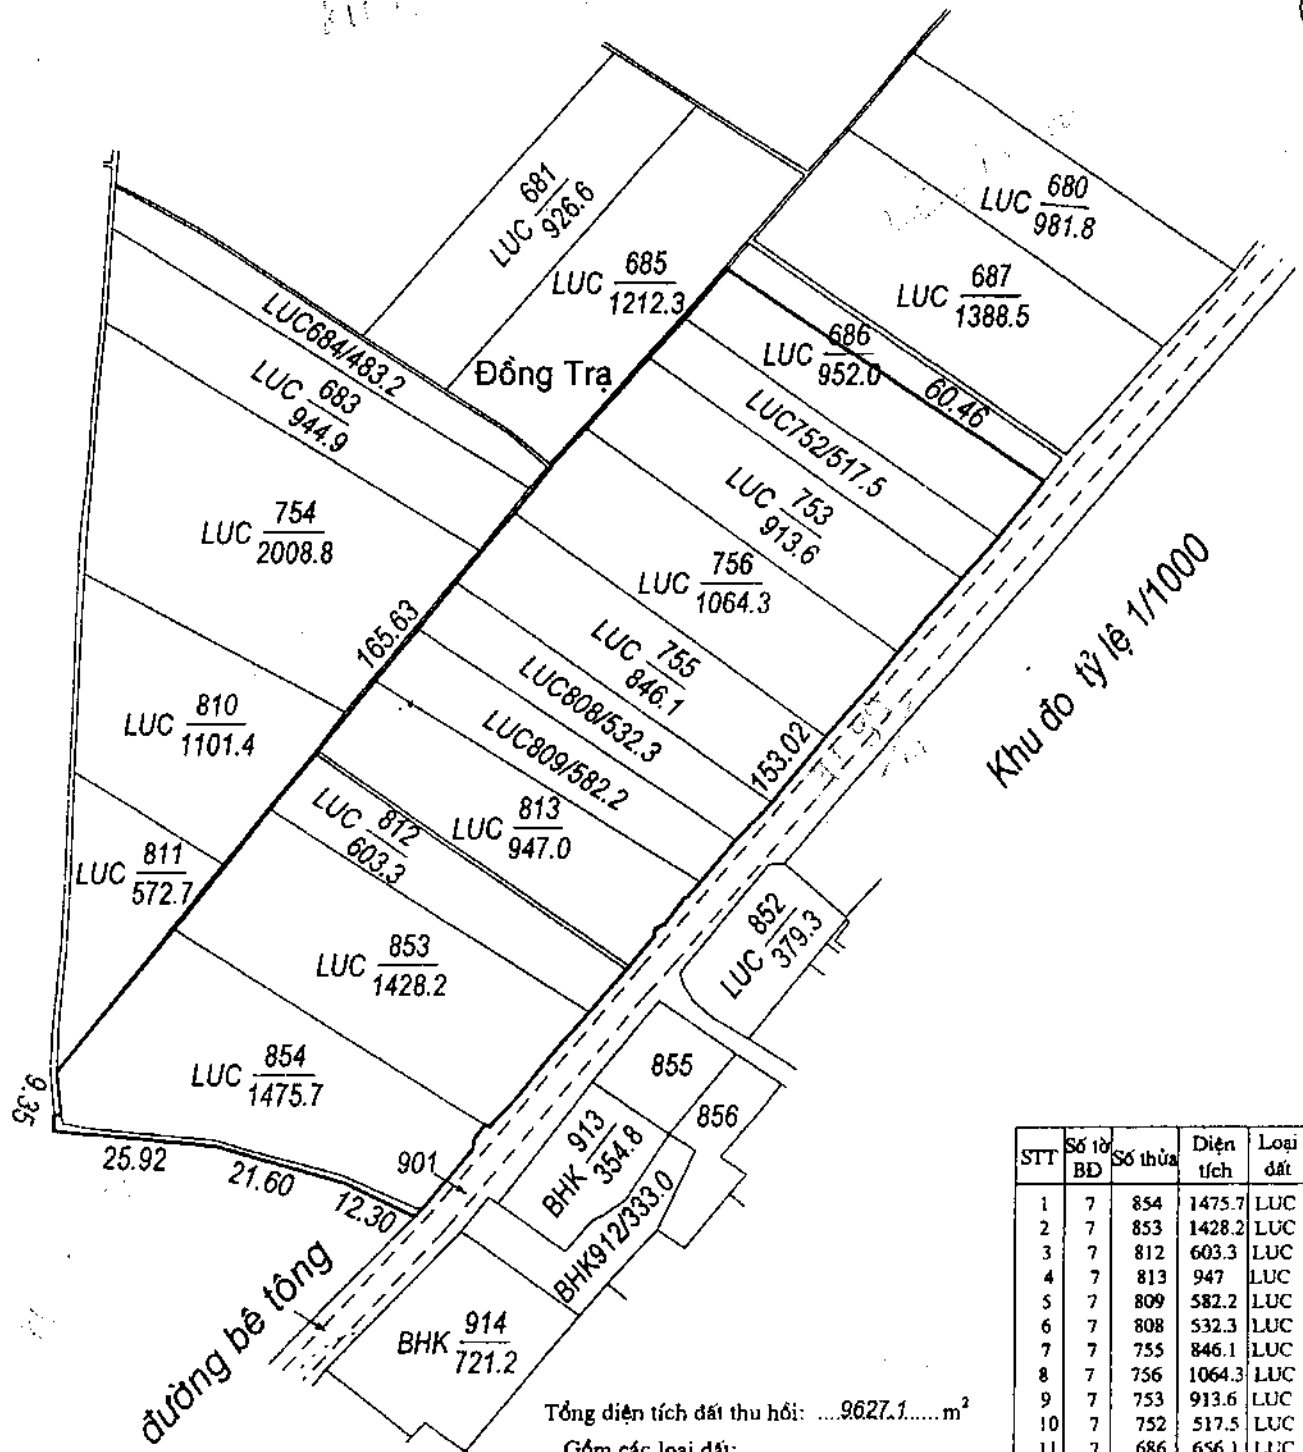 LUC 681/926.6
LUC 680/981.8
LUC 685/1212.3
LUC 687/1388.5
LUC684/483.2
Đồng Trạ
LUC 686/952.0
60.46
LUC 683/944.9
LUC752/517.5
LUC 753/913.6
LUC 754/2008.8
LUC 756/1064.3
165.63
LUC 755/846.1
Khu đo tỷ lệ 1/1000
LUC808/532.3
LUC 810/1101.4
LUC809/582.2
153.02
LUC 812/603.3
LUC 813/947.0
LUC 811/572.7
LUC 852/379.3
LUC 853/1428.2
LUC 854/1475.7
855
856
9.35
25.92
21.60
12.30
901
BHK 913/354.8
BHK912/333.0
BHK 914/721.2
đường bê tông
STT Số tờ BĐ Số thửa Diện tích Loại đất
1 7 854 1475.7 LUC
2 7 853 1428.2 LUC
3 7 812 603.3 LUC
4 7 813 947 LUC
5 7 809 582.2 LUC
6 7 808 532.3 LUC
7 7 755 846.1 LUC
8 7 756 1064.3 LUC
9 7 753 913.6 LUC
10 7 752 517.5 LUC
11 7 686 656.1 LUC
Tổng diện tích đất thu hồi: ....9627.1..... m²
Gồm các loại đất: